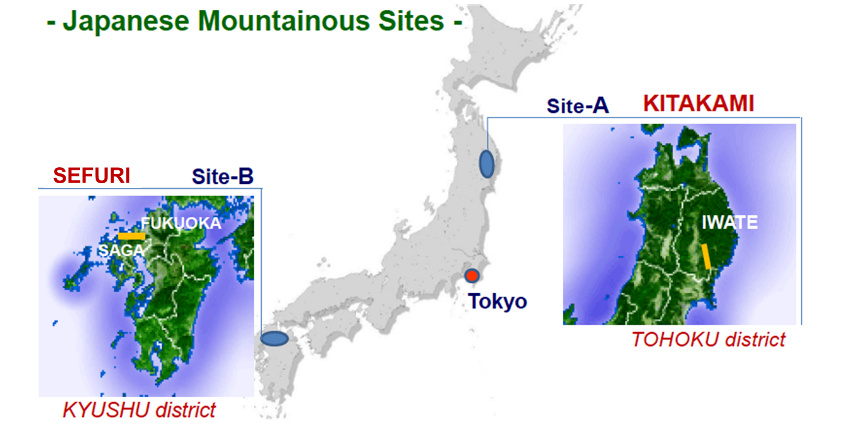 - Japanese Mountainous Sites -
Site-A KITAKAMI
SEFURI Site-B
FUKUOKA
SAGA
IWATE
Tokyo
TOHOKU district
KYUSHU district